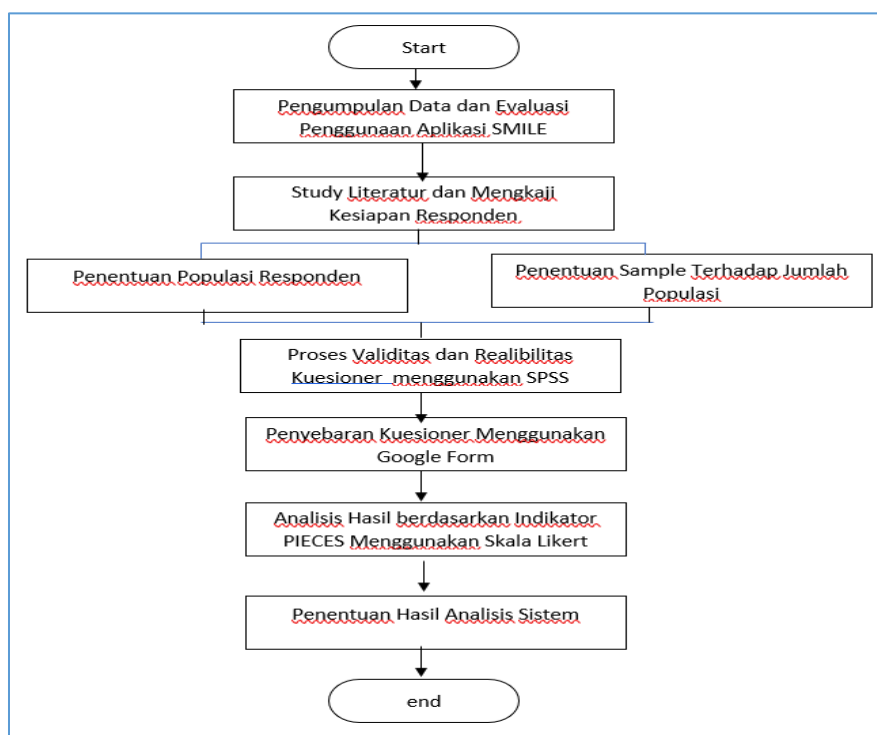 Start
Pengumpulan Data dan Evaluasi
Penggunaan Aplikasi SMILE
Study Literatur dan Mengkaji
Kesiapan Responden
Penentuan Populasi Responden
Penentuan Sample Terhadap Jumlah
Populasi
Proses Validitas dan Realibilitas
Kuesioner menggunakan SPSS
Penyebaran Kuesioner Menggunakan
Google Form
Analisis Hasil berdasarkan Indikator
PIECES Menggunakan Skala Likert
Penentuan Hasil Analisis Sistem
end